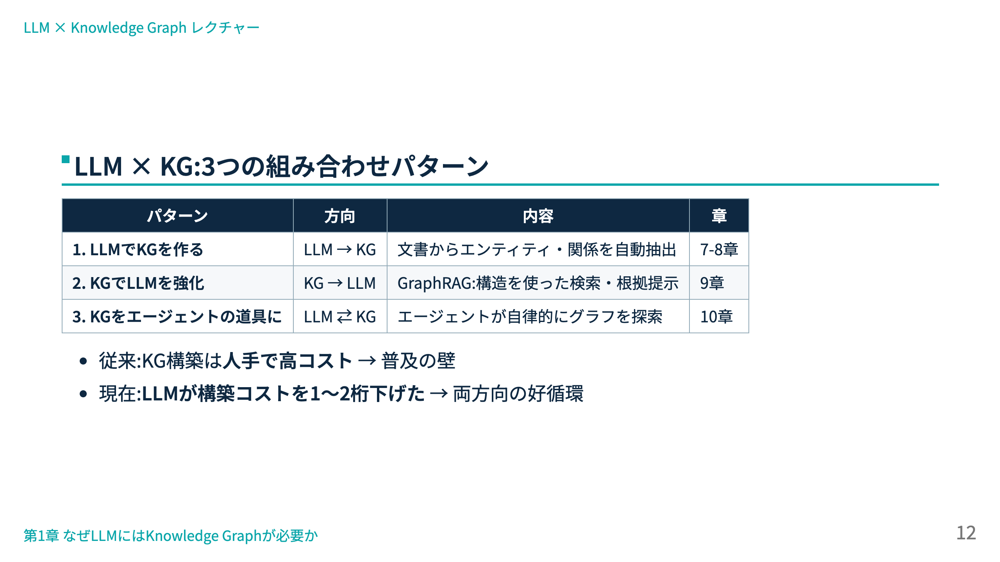 LLM × Knowledge Graph レクチャー
LLM × KG:3つの組み合わせパターン
パターン 方向 内容 章
1. LLMでKGを作る LLM → KG 文書からエンティティ・関係を自動抽出 7-8章
2. KGでLLMを強化 KG → LLM GraphRAG:構造を使った検索・根拠提示 9章
3. KGをエージェントの道具に LLM ⇄ KG エージェントが自律的にグラフを探索 10章
• 従来:KG構築は人手で高コスト → 普及の壁
• 現在:LLMが構築コストを1〜2桁下げた → 両方向の好循環
第1章 なぜLLMにはKnowledge Graphが必要か
12